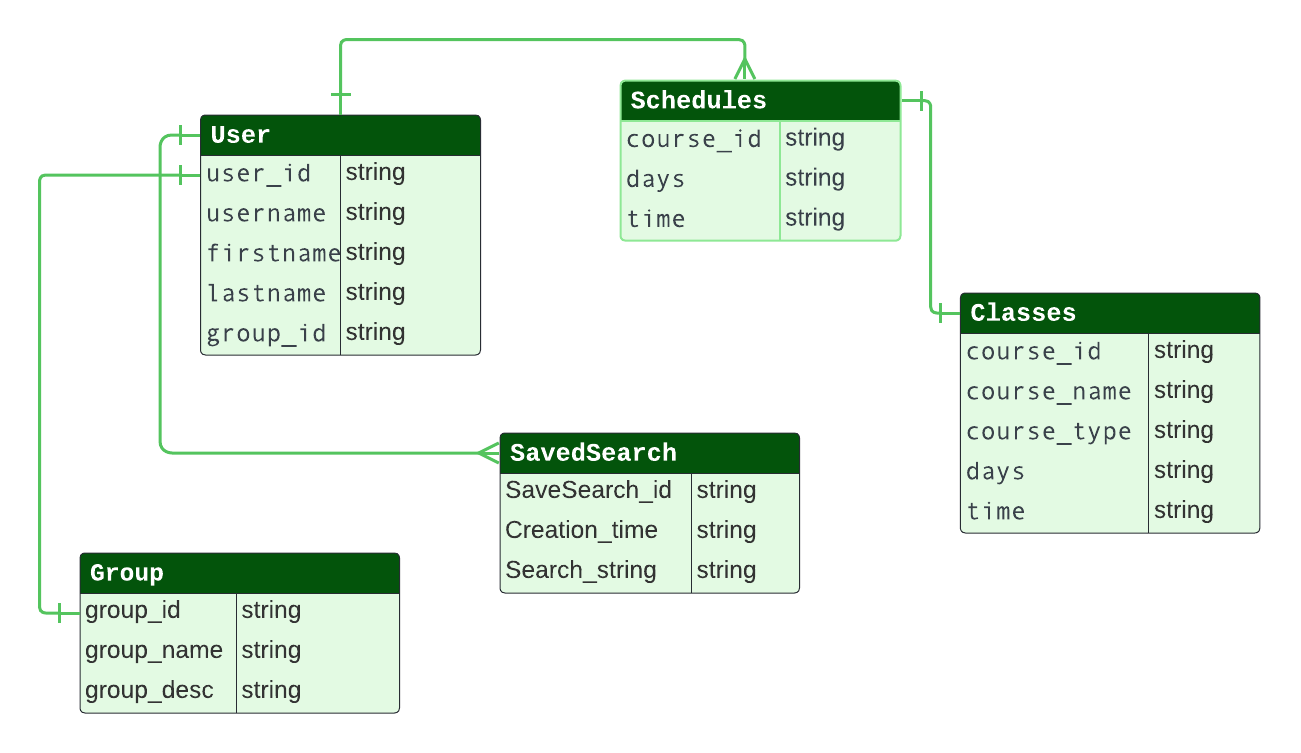 User
user_id string
username string
firstname string
lastname string
group_id string
Schedules
course_id string
days string
time string
Classes
course_id string
course_name string
course_type string
days string
time string
SavedSearch
SaveSearch_id string
Creation_time string
Search_string string
Group
group_id string
group_name string
group_desc string